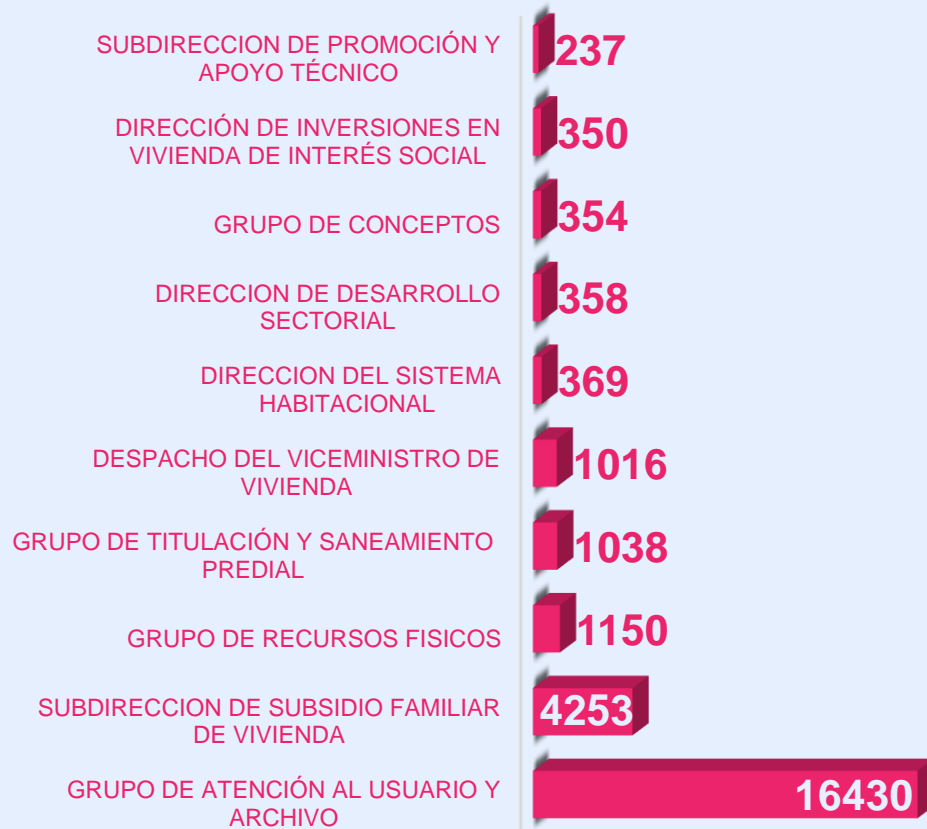 SUBDIRECCION DE PROMOCIÓN Y
APOYO TÉCNICO
237
DIRECCIÓN DE INVERSIONES EN
VIVIENDA DE INTERÉS SOCIAL
350
GRUPO DE CONCEPTOS
354
DIRECCION DE DESARROLLO
SECTORIAL
358
DIRECCION DEL SISTEMA
HABITACIONAL
369
DESPACHO DEL VICEMINISTRO DE
VIVIENDA
1016
GRUPO DE TITULACIÓN Y SANEAMIENTO
PREDIAL
1038
GRUPO DE RECURSOS FISICOS
1150
SUBDIRECCION DE SUBSIDIO FAMILIAR
DE VIVIENDA
4253
GRUPO DE ATENCIÓN AL USUARIO Y
ARCHIVO
16430